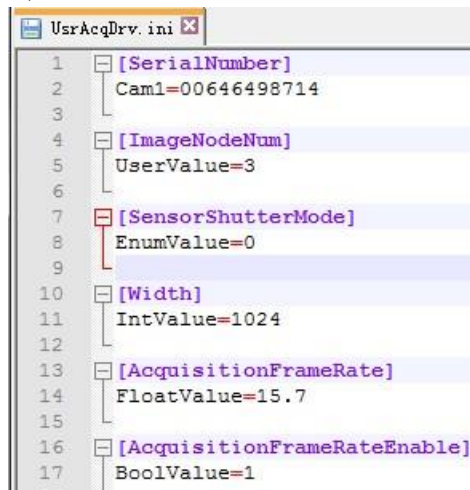 UsrAcqDrv.ini
1 [SerialNumber]
2 Cam1=00646498714
3
4 [ImageNodeNum]
5 UserValue=3
6
7 [SensorShutterMode]
8 EnumValue=0
9
10 [Width]
11 IntValue=1024
12
13 [AcquisitionFrameRate]
14 FloatValue=15.7
15
16 [AcquisitionFrameRateEnable]
17 BoolValue=1